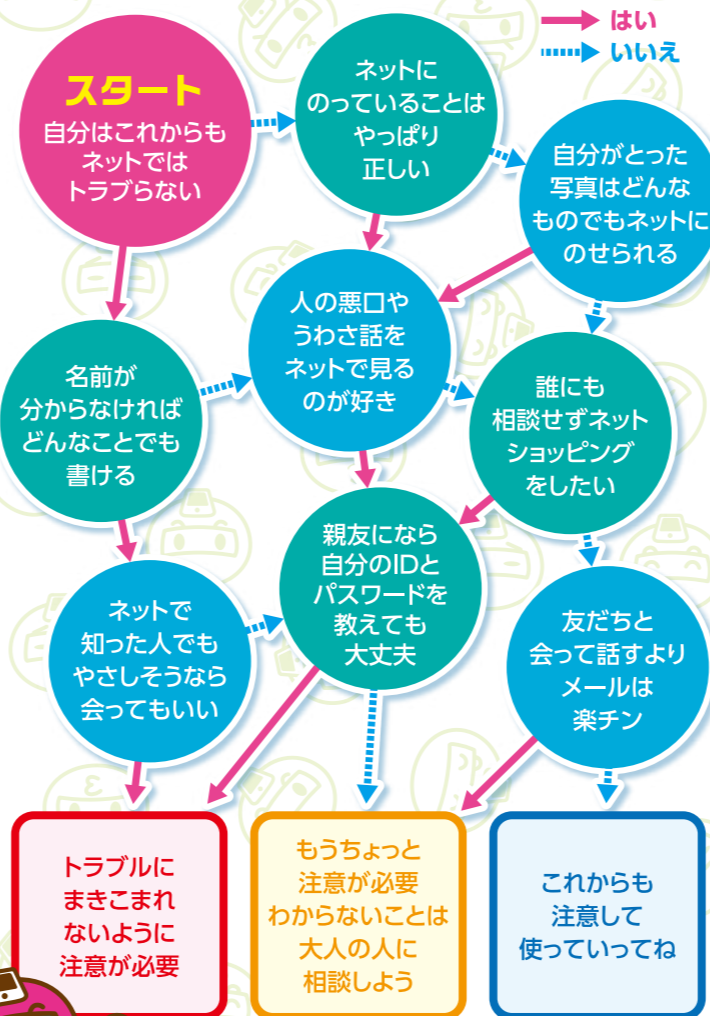 はい
いいえ
スタート
自分はこれからも
ネットでは
トラブらない
ネットに
のっていることは
やっぱり
正しい
自分がとった
写真はどんな
ものでもネットに
のせられる
名前が
分からなければ
どんなことでも
書ける
人の悪口や
うわさ話を
ネットで見る
のが好き
誰にも
相談せずネット
ショッピング
をしたい
ネットで
知った人でも
やさしそうなら
会ってもいい
親友になら
自分のIDと
パスワードを
教えても
大丈夫
友だちと
会って話すより
メールは
楽チン
トラブルに
まきこまれ
ないように
注意が必要
もうちょっと
注意が必要
わからないことは
大人の人に
相談しよう
これからも
注意して
使っていってね